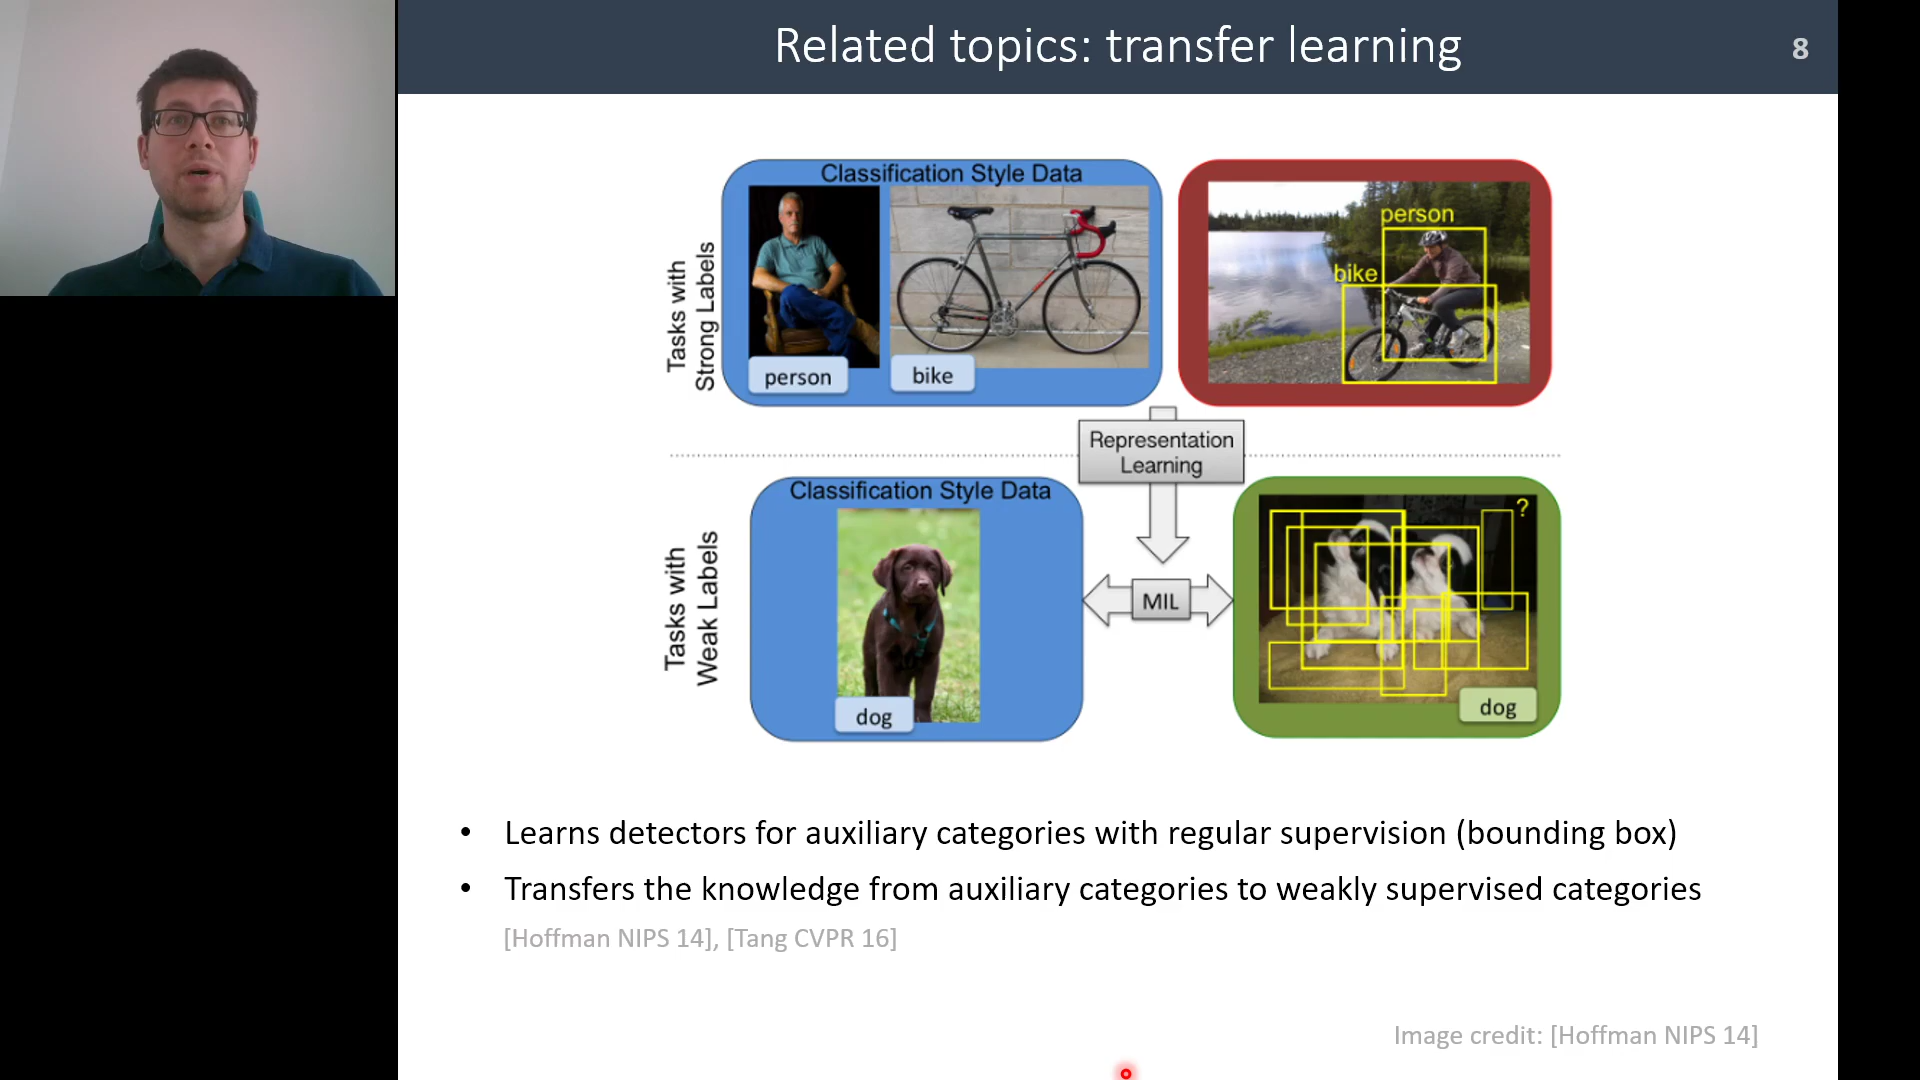 Related topics: transfer learning
8
Tasks with
Strong Labels
Classification Style Data
person
bike
person
bike
Representation
Learning
Tasks with
Weak Labels
Classification Style Data
dog
MIL
?
dog
• Learns detectors for auxiliary categories with regular supervision (bounding box)
• Transfers the knowledge from auxiliary categories to weakly supervised categories
[Hoffman NIPS 14], [Tang CVPR 16]
Image credit: [Hoffman NIPS 14]